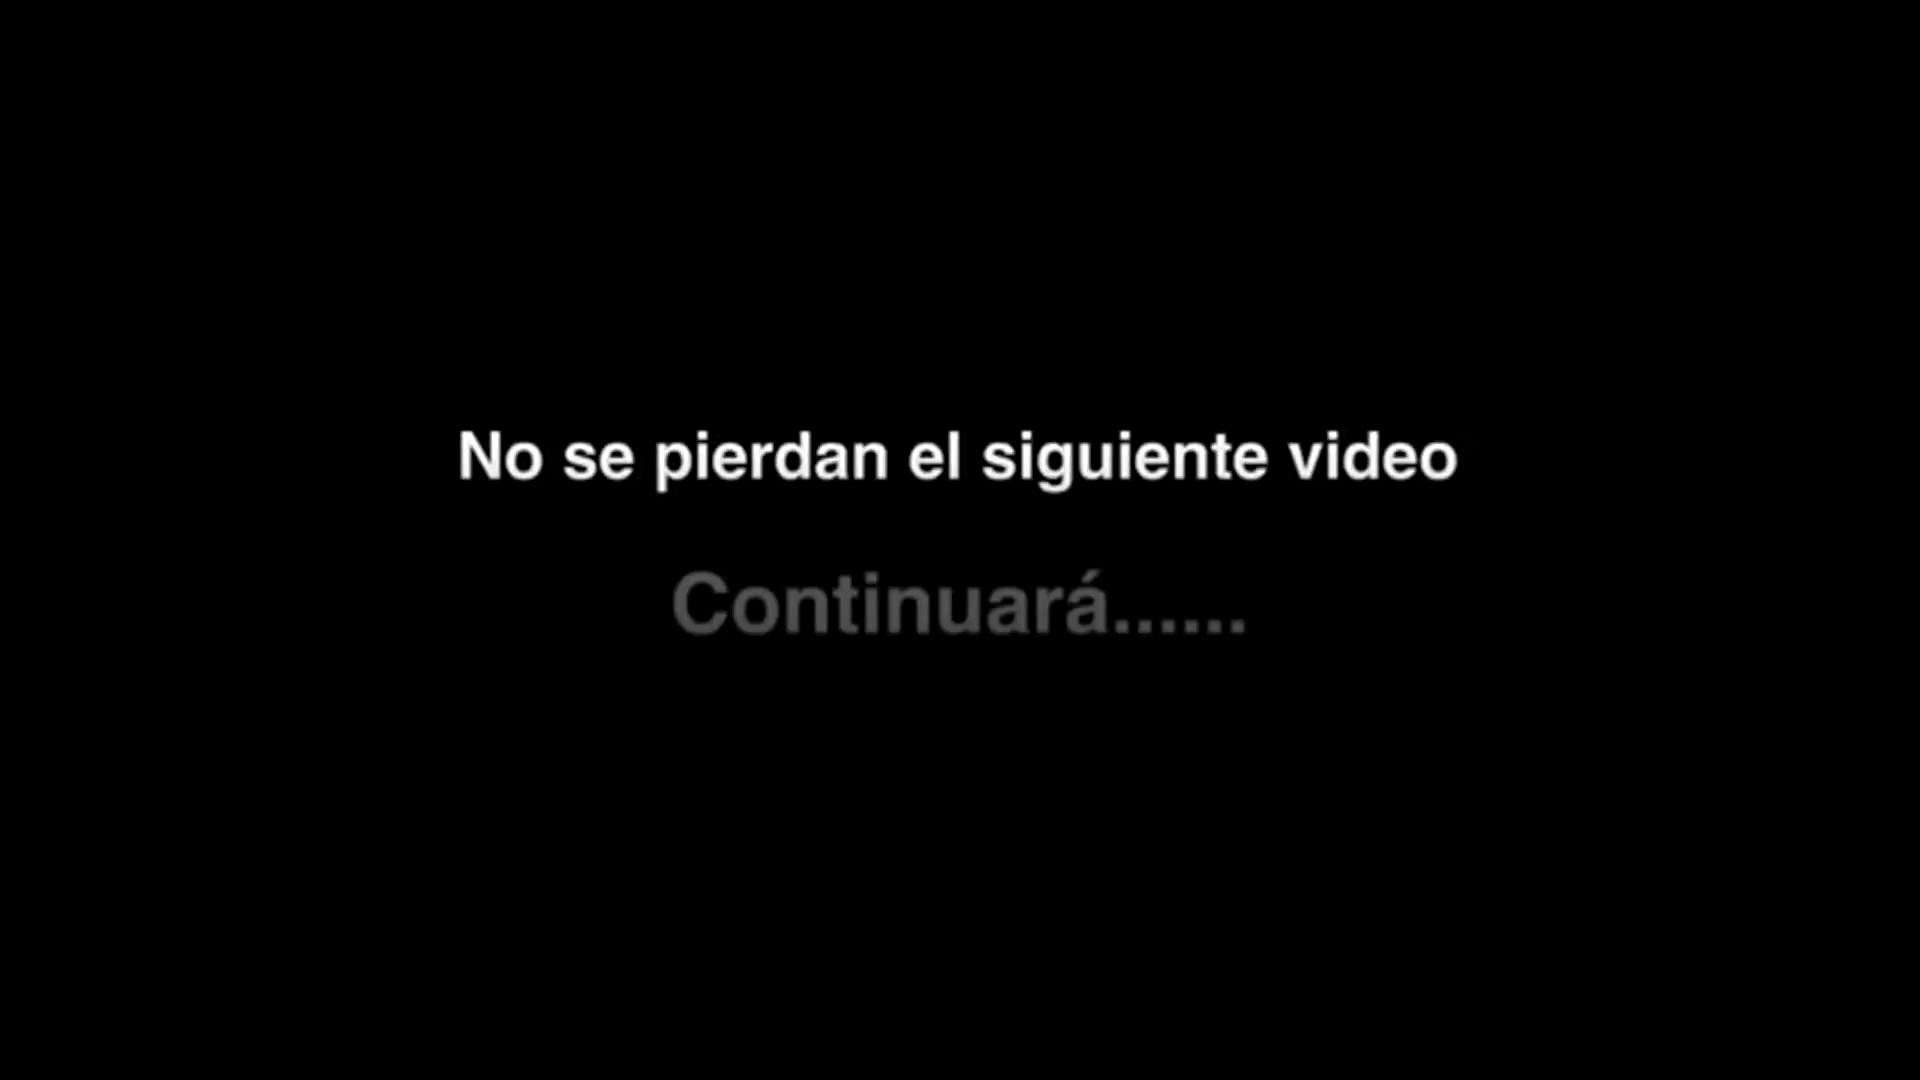 No se pierdan el siguiente video
Continuará......